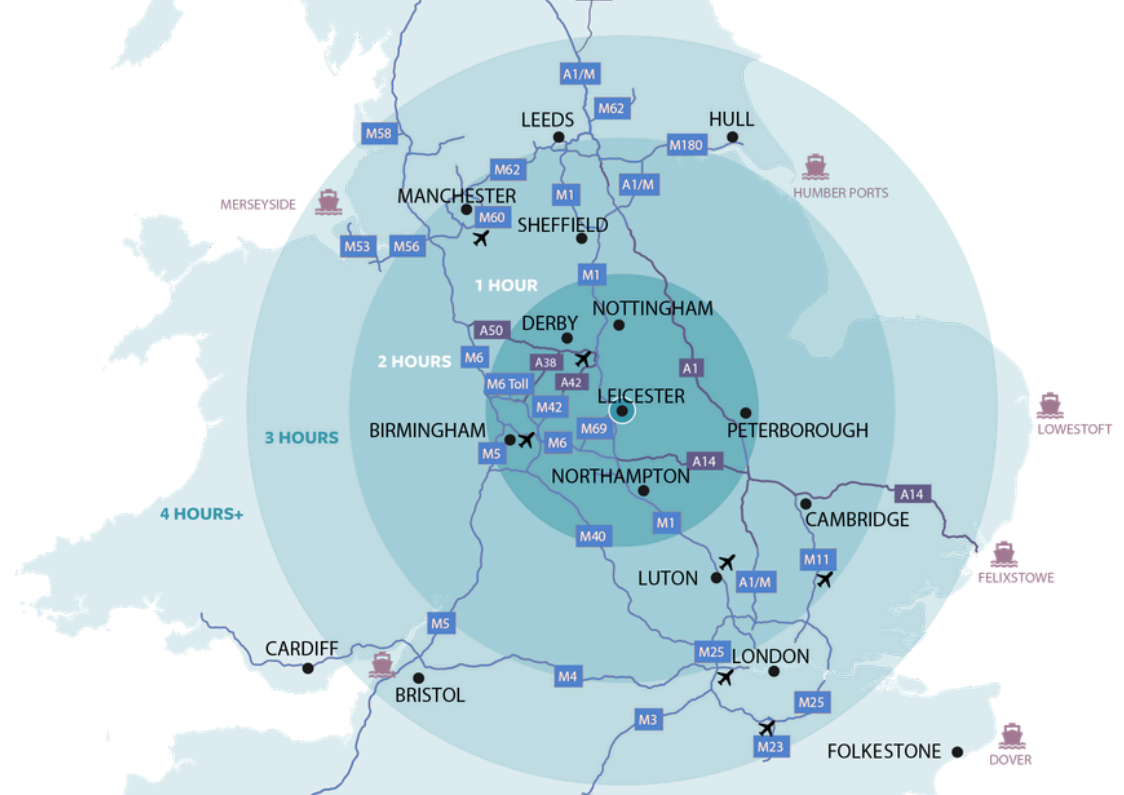 A1/M
M62
LEEDS
HULL
M58
M180
M62
HUMBER PORTS
MANCHESTER
M1
A1/M
MERSEYSIDE
M60
SHEFFIELD
M53
M56
M1
1 HOUR
NOTTINGHAM
DERBY
A50
2 HOURS
M6
A38
A1
M6 Toll
A42
LEICESTER
M42
LOWESTOFT
3 HOURS
BIRMINGHAM
M69
PETERBOROUGH
M6
M5
A14
NORTHAMPTON
A14
4 HOURS+
M1
CAMBRIDGE
M40
M11
LUTON
A1/M
FELIXSTOWE
M5
CARDIFF
M25
LONDON
M4
BRISTOL
M25
M3
M23
FOLKESTONE
DOVER